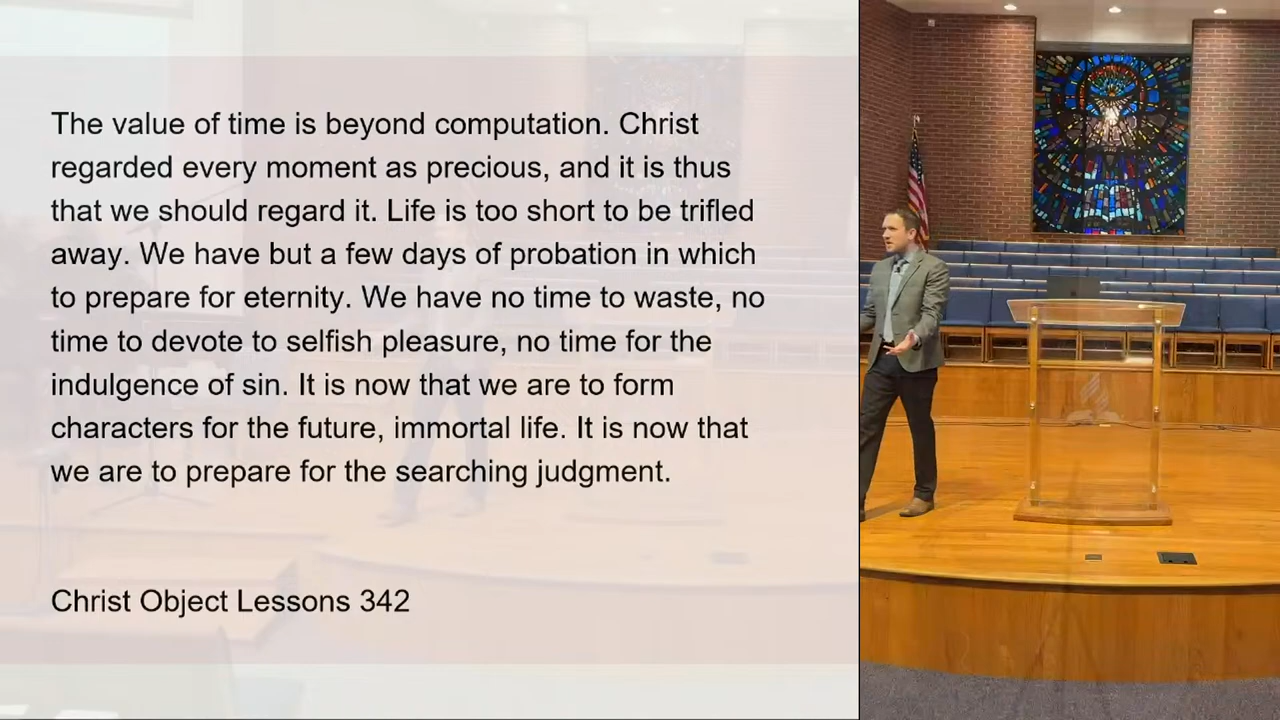 The value of time is beyond computation. Christ
regarded every moment as precious, and it is thus
that we should regard it. Life is too short to be trifled
away. We have but a few days of probation in which
to prepare for eternity. We have no time to waste, no
time to devote to selfish pleasure, no time for the
indulgence of sin. It is now that we are to form
characters for the future, immortal life. It is now that
we are to prepare for the searching judgment.
Christ Object Lessons 342